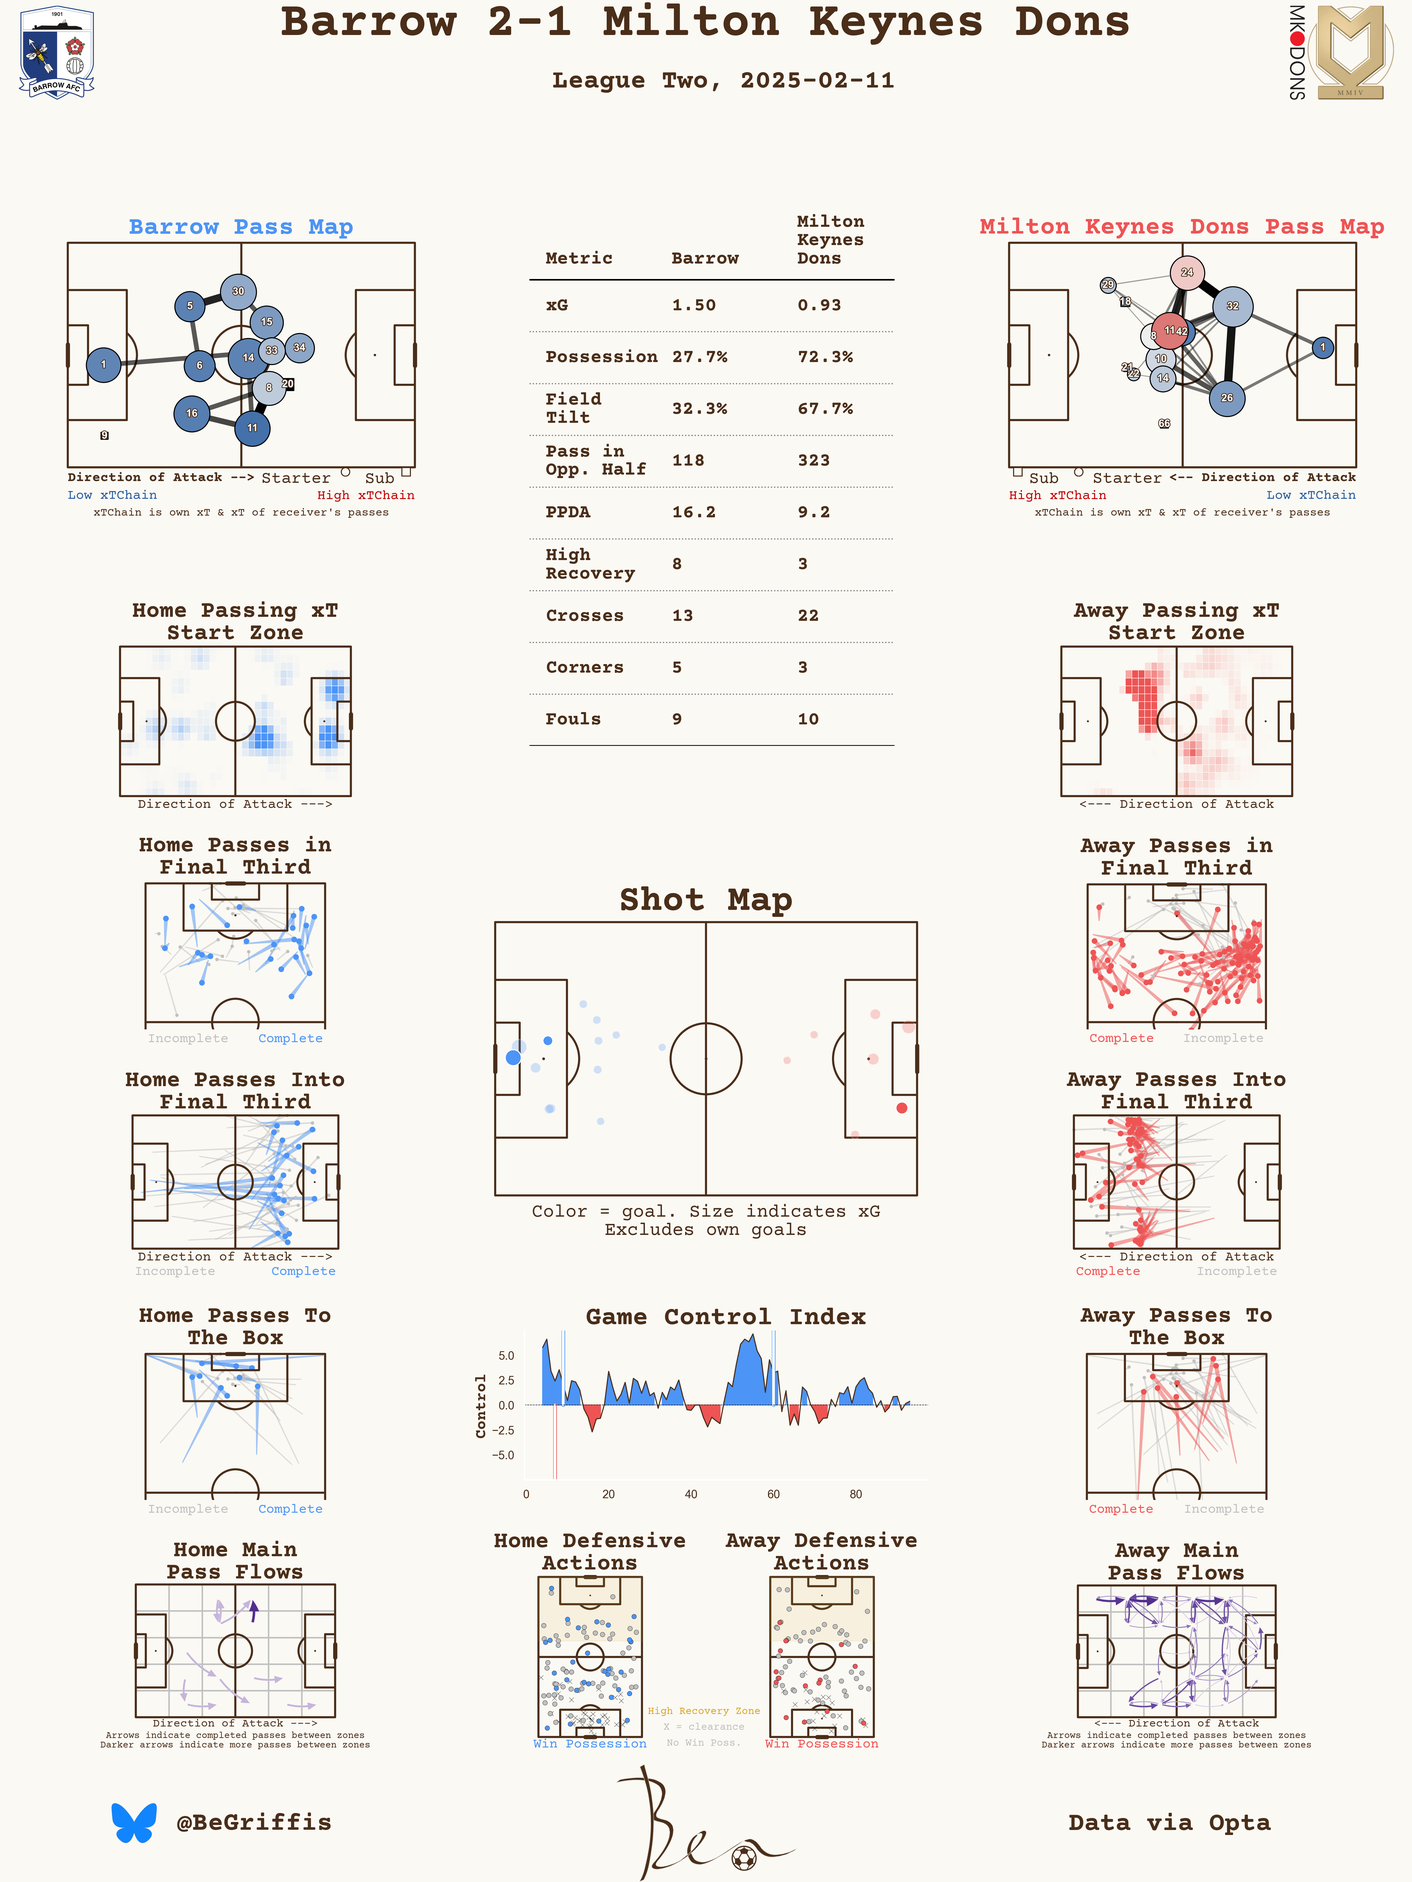 Barrow 2-1 Milton Keynes Dons
League Two, 2025-02-11
1901
BARROW AFC
MK DONS
MMIV
Barrow Pass Map
30
5
15
14
33
34
1
6
8
20
16
11
9
Direction of Attack --> Starter Sub
Low xTChain High xTChain
xTChain is own xT & xT of receiver's passes
Metric Barrow Milton Keynes Dons
xG 1.50 0.93
Possession 27.7% 72.3%
Field Tilt 32.3% 67.7%
Pass in Opp. Half 118 323
PPDA 16.2 9.2
High Recovery 8 3
Crosses 13 22
Corners 5 3
Fouls 9 10
Milton Keynes Dons Pass Map
24
29
18
32
11
42
8
1
10
21
22
14
26
66
Sub Starter <-- Direction of Attack
High xTChain Low xTChain
xTChain is own xT & xT of receiver's passes
Home Passing xT
Start Zone
Direction of Attack --->
Away Passing xT
Start Zone
<--- Direction of Attack
Home Passes in
Final Third
Incomplete Complete
Away Passes in
Final Third
Complete Incomplete
Shot Map
Color = goal. Size indicates xG
Excludes own goals
Home Passes Into
Final Third
Direction of Attack --->
Incomplete Complete
Away Passes Into
Final Third
<--- Direction of Attack
Complete Incomplete
Home Passes To
The Box
Incomplete Complete
Game Control Index
Control
5.0
2.5
0.0
−2.5
−5.0
0 20 40 60 80
Away Passes To
The Box
Complete Incomplete
Home Main
Pass Flows
Direction of Attack --->
Arrows indicate completed passes between zones
Darker arrows indicate more passes between zones
Home Defensive
Actions
Win Possession
High Recovery Zone
X = clearance
No Win Poss.
Away Defensive
Actions
Win Possession
Away Main
Pass Flows
<--- Direction of Attack
Arrows indicate completed passes between zones
Darker arrows indicate more passes between zones
@BeGriffis
Ben
Data via Opta